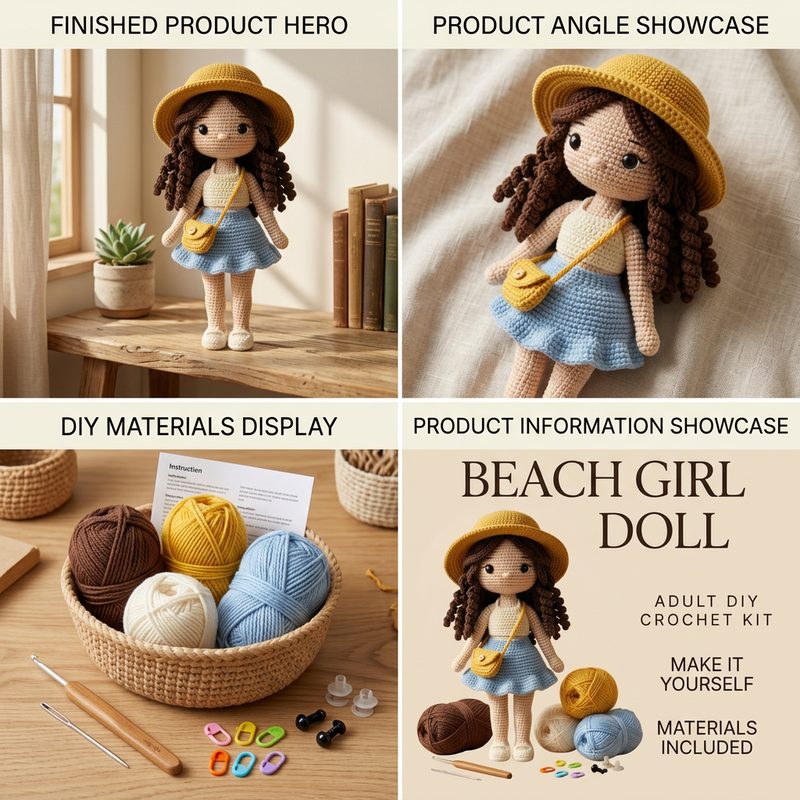 FINISHED PRODUCT HERO
PRODUCT ANGLE SHOWCASE
DIY MATERIALS DISPLAY
Instruction
PRODUCT INFORMATION SHOWCASE
BEACH GIRL
DOLL
ADULT DIY
CROCHET KIT
MAKE IT
YOURSELF
MATERIALS
INCLUDED